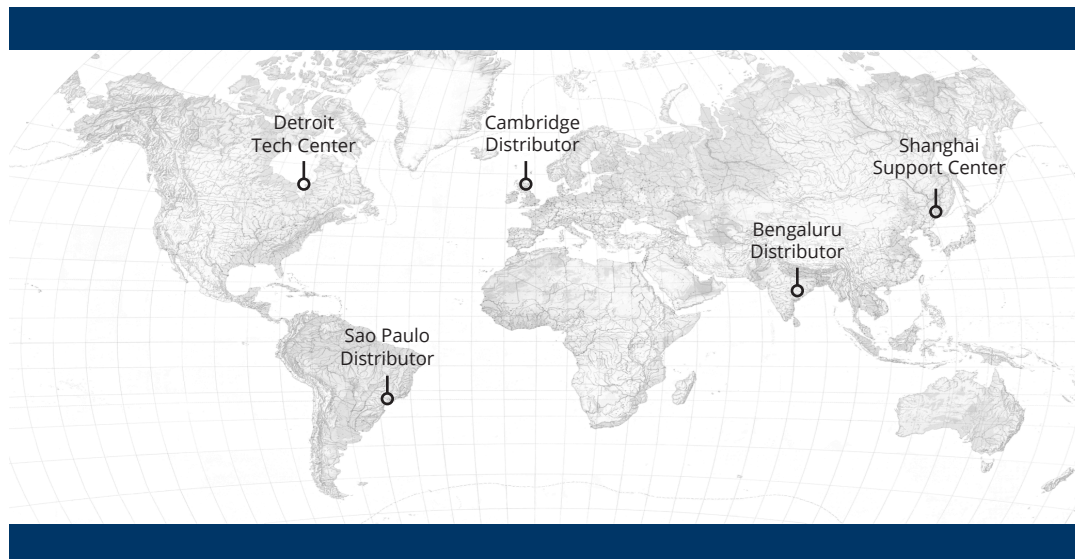 Detroit
Tech Center
Cambridge
Distributor
Shanghai
Support Center
Bengaluru
Distributor
Sao Paulo
Distributor